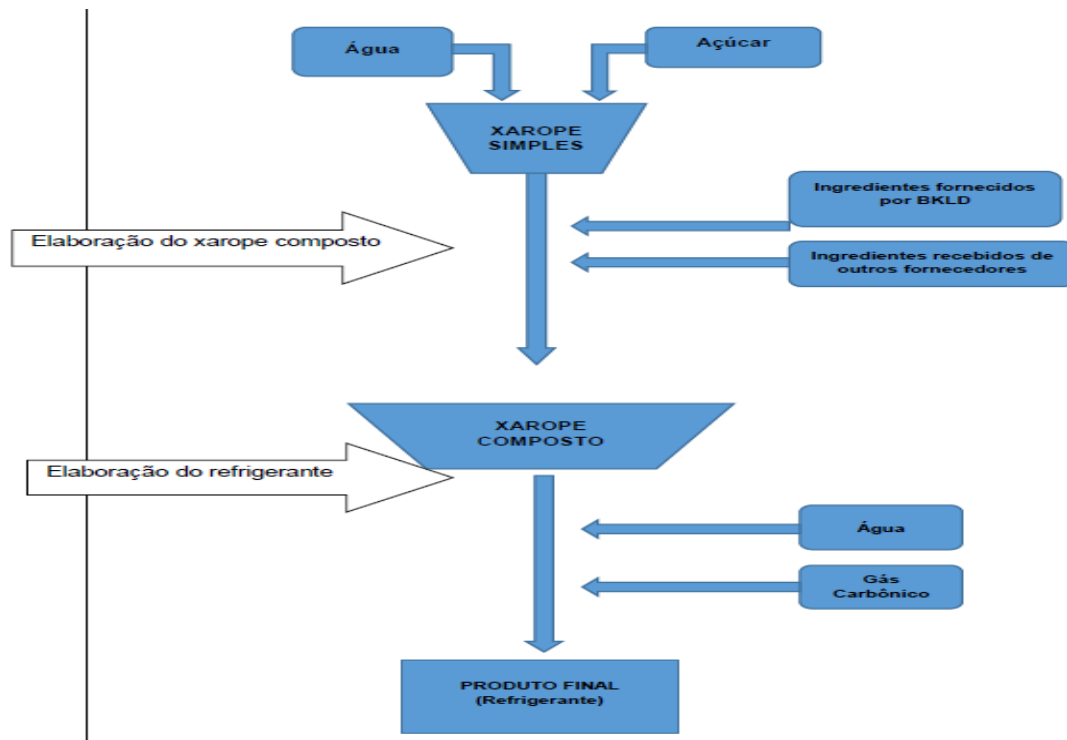 Água
Açúcar
XAROPE
SIMPLES
Ingredientes fornecidos
por BKLD
Elaboração do xarope composto
Ingredientes recebidos de
outros fornecedores
XAROPE
COMPOSTO
Elaboração do refrigerante
Água
Gás
Carbônico
PRODUTO FINAL
(Refrigerante)